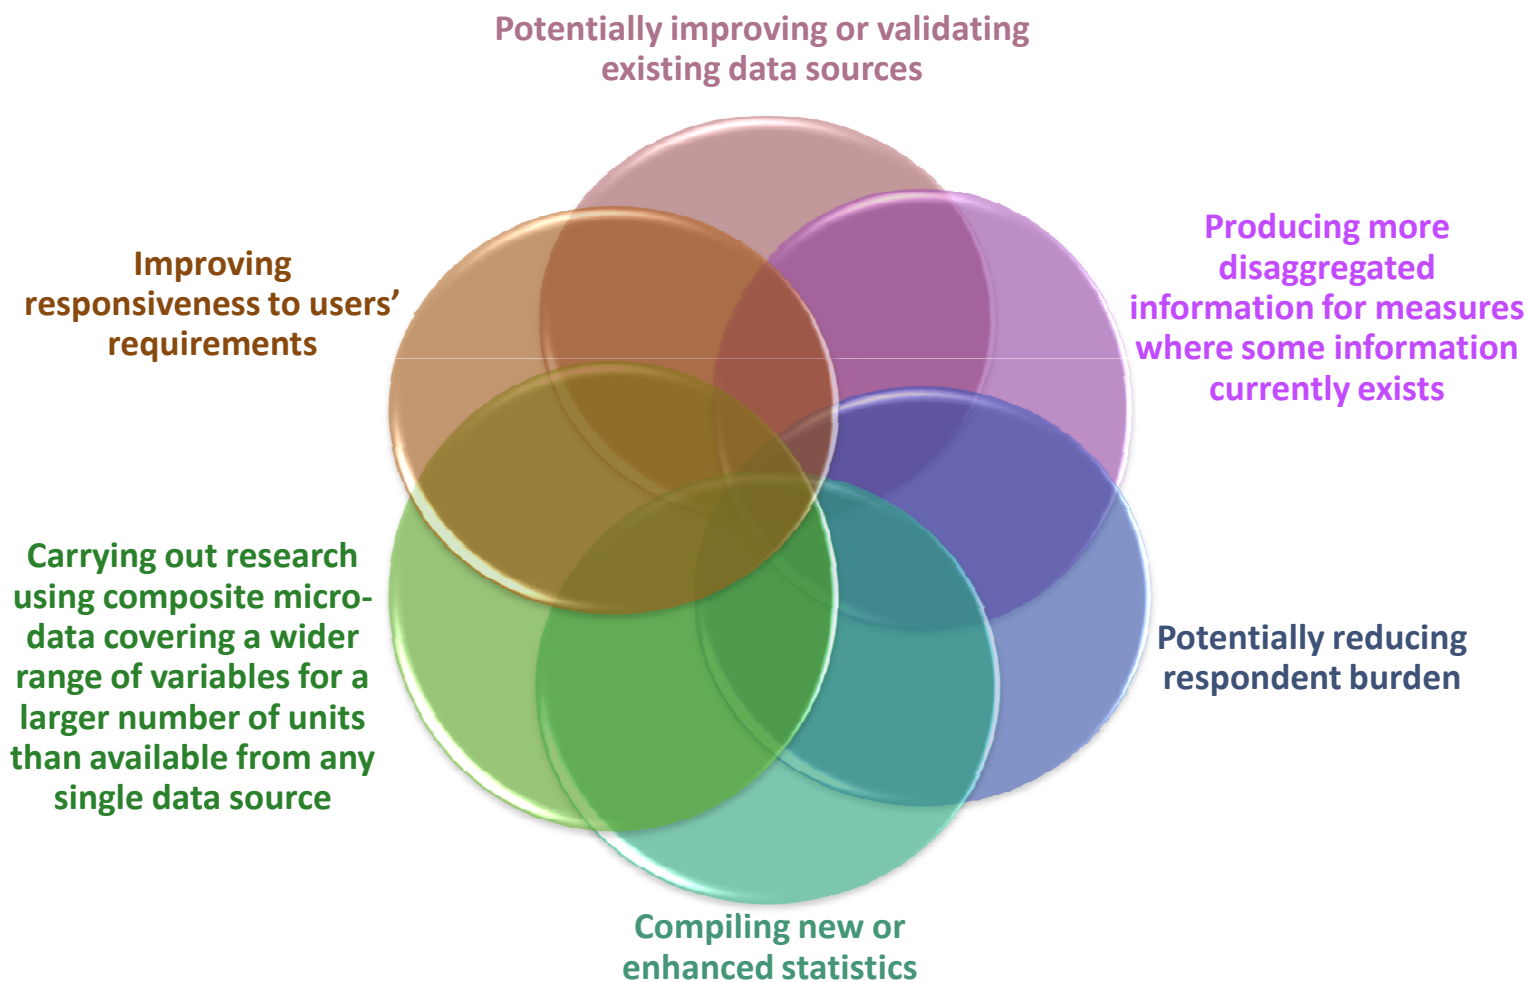 Potentially improving or validating
existing data sources
Producing more
disaggregated
information for measures
where some information
currently exists
Potentially reducing
respondent burden
Compiling new or
enhanced statistics
Carrying out research
using composite micro-
data covering a wider
range of variables for a
larger number of units
than available from any
single data source
Improving
responsiveness to users’
requirements